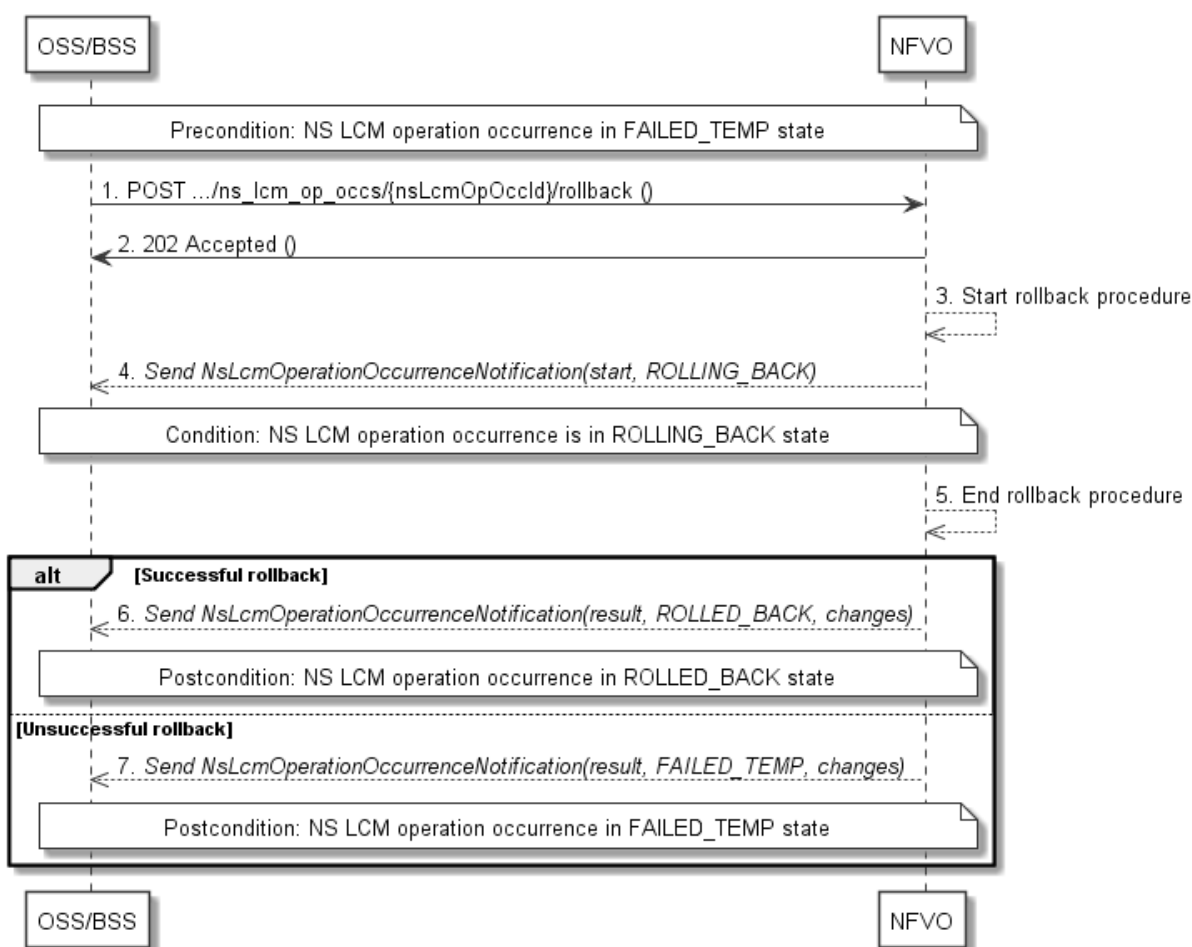 OSS/BSS
NFVO
Precondition: NS LCM operation occurrence in FAILED_TEMP state
1. POST .../ns_lcm_op_occs/{nsLcmOpOccId}/rollback ()
2. 202 Accepted ()
3. Start rollback procedure
4. Send NsLcmOperationOccurrenceNotification(start, ROLLING_BACK)
Condition: NS LCM operation occurrence is in ROLLING_BACK state
5. End rollback procedure
alt [Successful rollback]
6. Send NsLcmOperationOccurrenceNotification(result, ROLLED_BACK, changes)
Postcondition: NS LCM operation occurrence in ROLLED_BACK state
[Unsuccessful rollback]
7. Send NsLcmOperationOccurrenceNotification(result, FAILED_TEMP, changes)
Postcondition: NS LCM operation occurrence in FAILED_TEMP state
OSS/BSS
NFVO